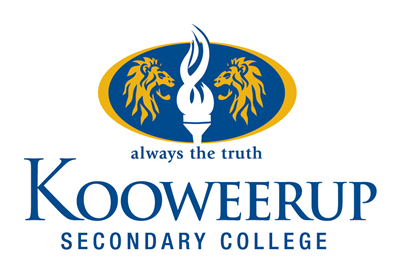 always the truth
KOOWEERUP
SECONDARY COLLEGE